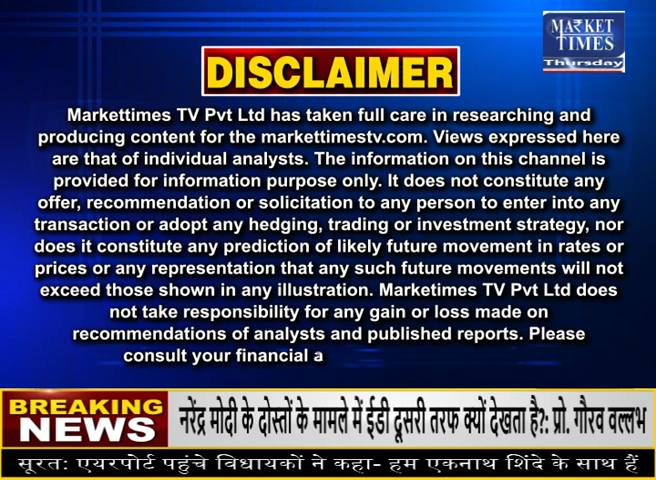 MARKET
TIMES
Thursday
DISCLAIMER
Markettimes TV Pvt Ltd has taken full care in researching and
producing content for the markettimestv.com. Views expressed here
are that of individual analysts. The information on this channel is
provided for information purpose only. It does not constitute any
offer, recommendation or solicitation to any person to enter into any
transaction or adopt any hedging, trading or investment strategy, nor
does it constitute any prediction of likely future movement in rates or
prices or any representation that any such future movements will not
exceed those shown in any illustration. Marketimes TV Pvt Ltd does
not take responsibility for any gain or loss made on
recommendations of analysts and published reports. Please
consult your financial a
BREAKING
NEWS
नरेंद्र मोदी के दोस्तों के मामले में ईडी दूसरी तरफ क्यों देखता है?: प्रो. गौरव वल्लभ
सूरत: एयरपोर्ट पहुंचे विधायकों ने कहा- हम एकनाथ शिंदे के साथ हैं